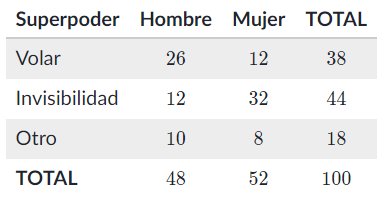 Superpoder Hombre Mujer TOTAL
Volar 26 12 38
Invisibilidad 12 32 44
Otro 10 8 18
TOTAL 48 52 100